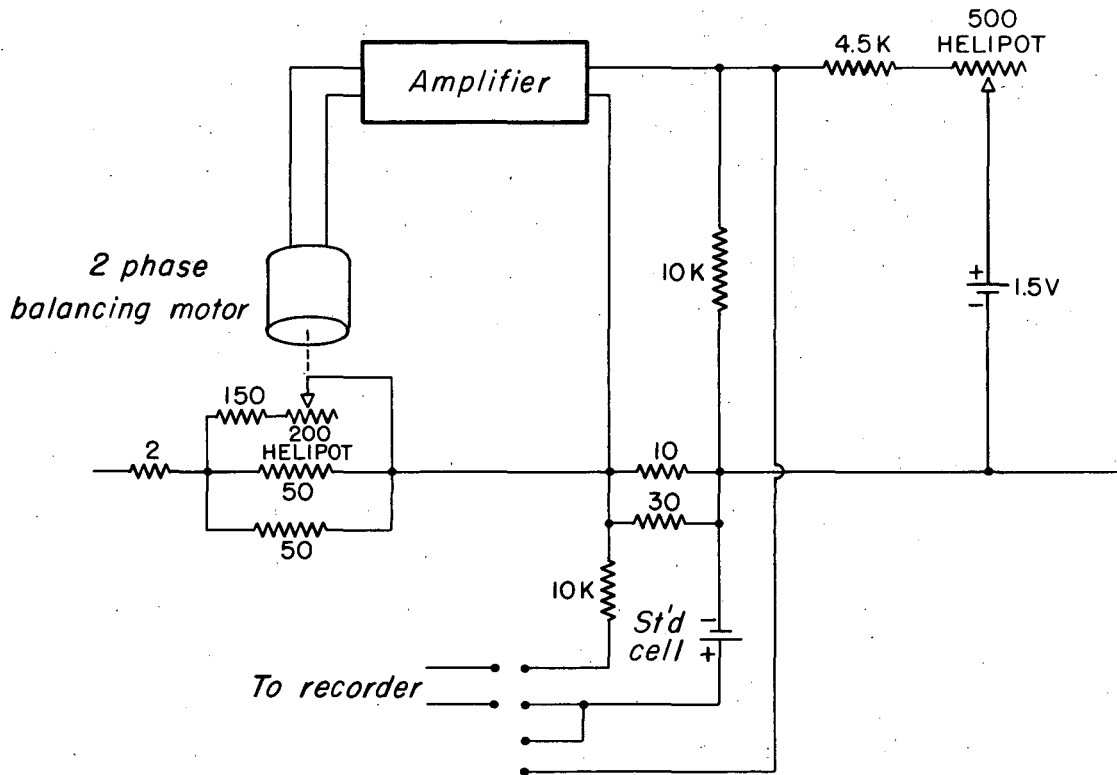 500
HELIPOT
4.5K
Amplifier
10K
2 phase
balancing motor
+
-
1.5V
150
200
HELIPOT
2
50
50
10
30
10K
St'd
cell
-
+
To recorder